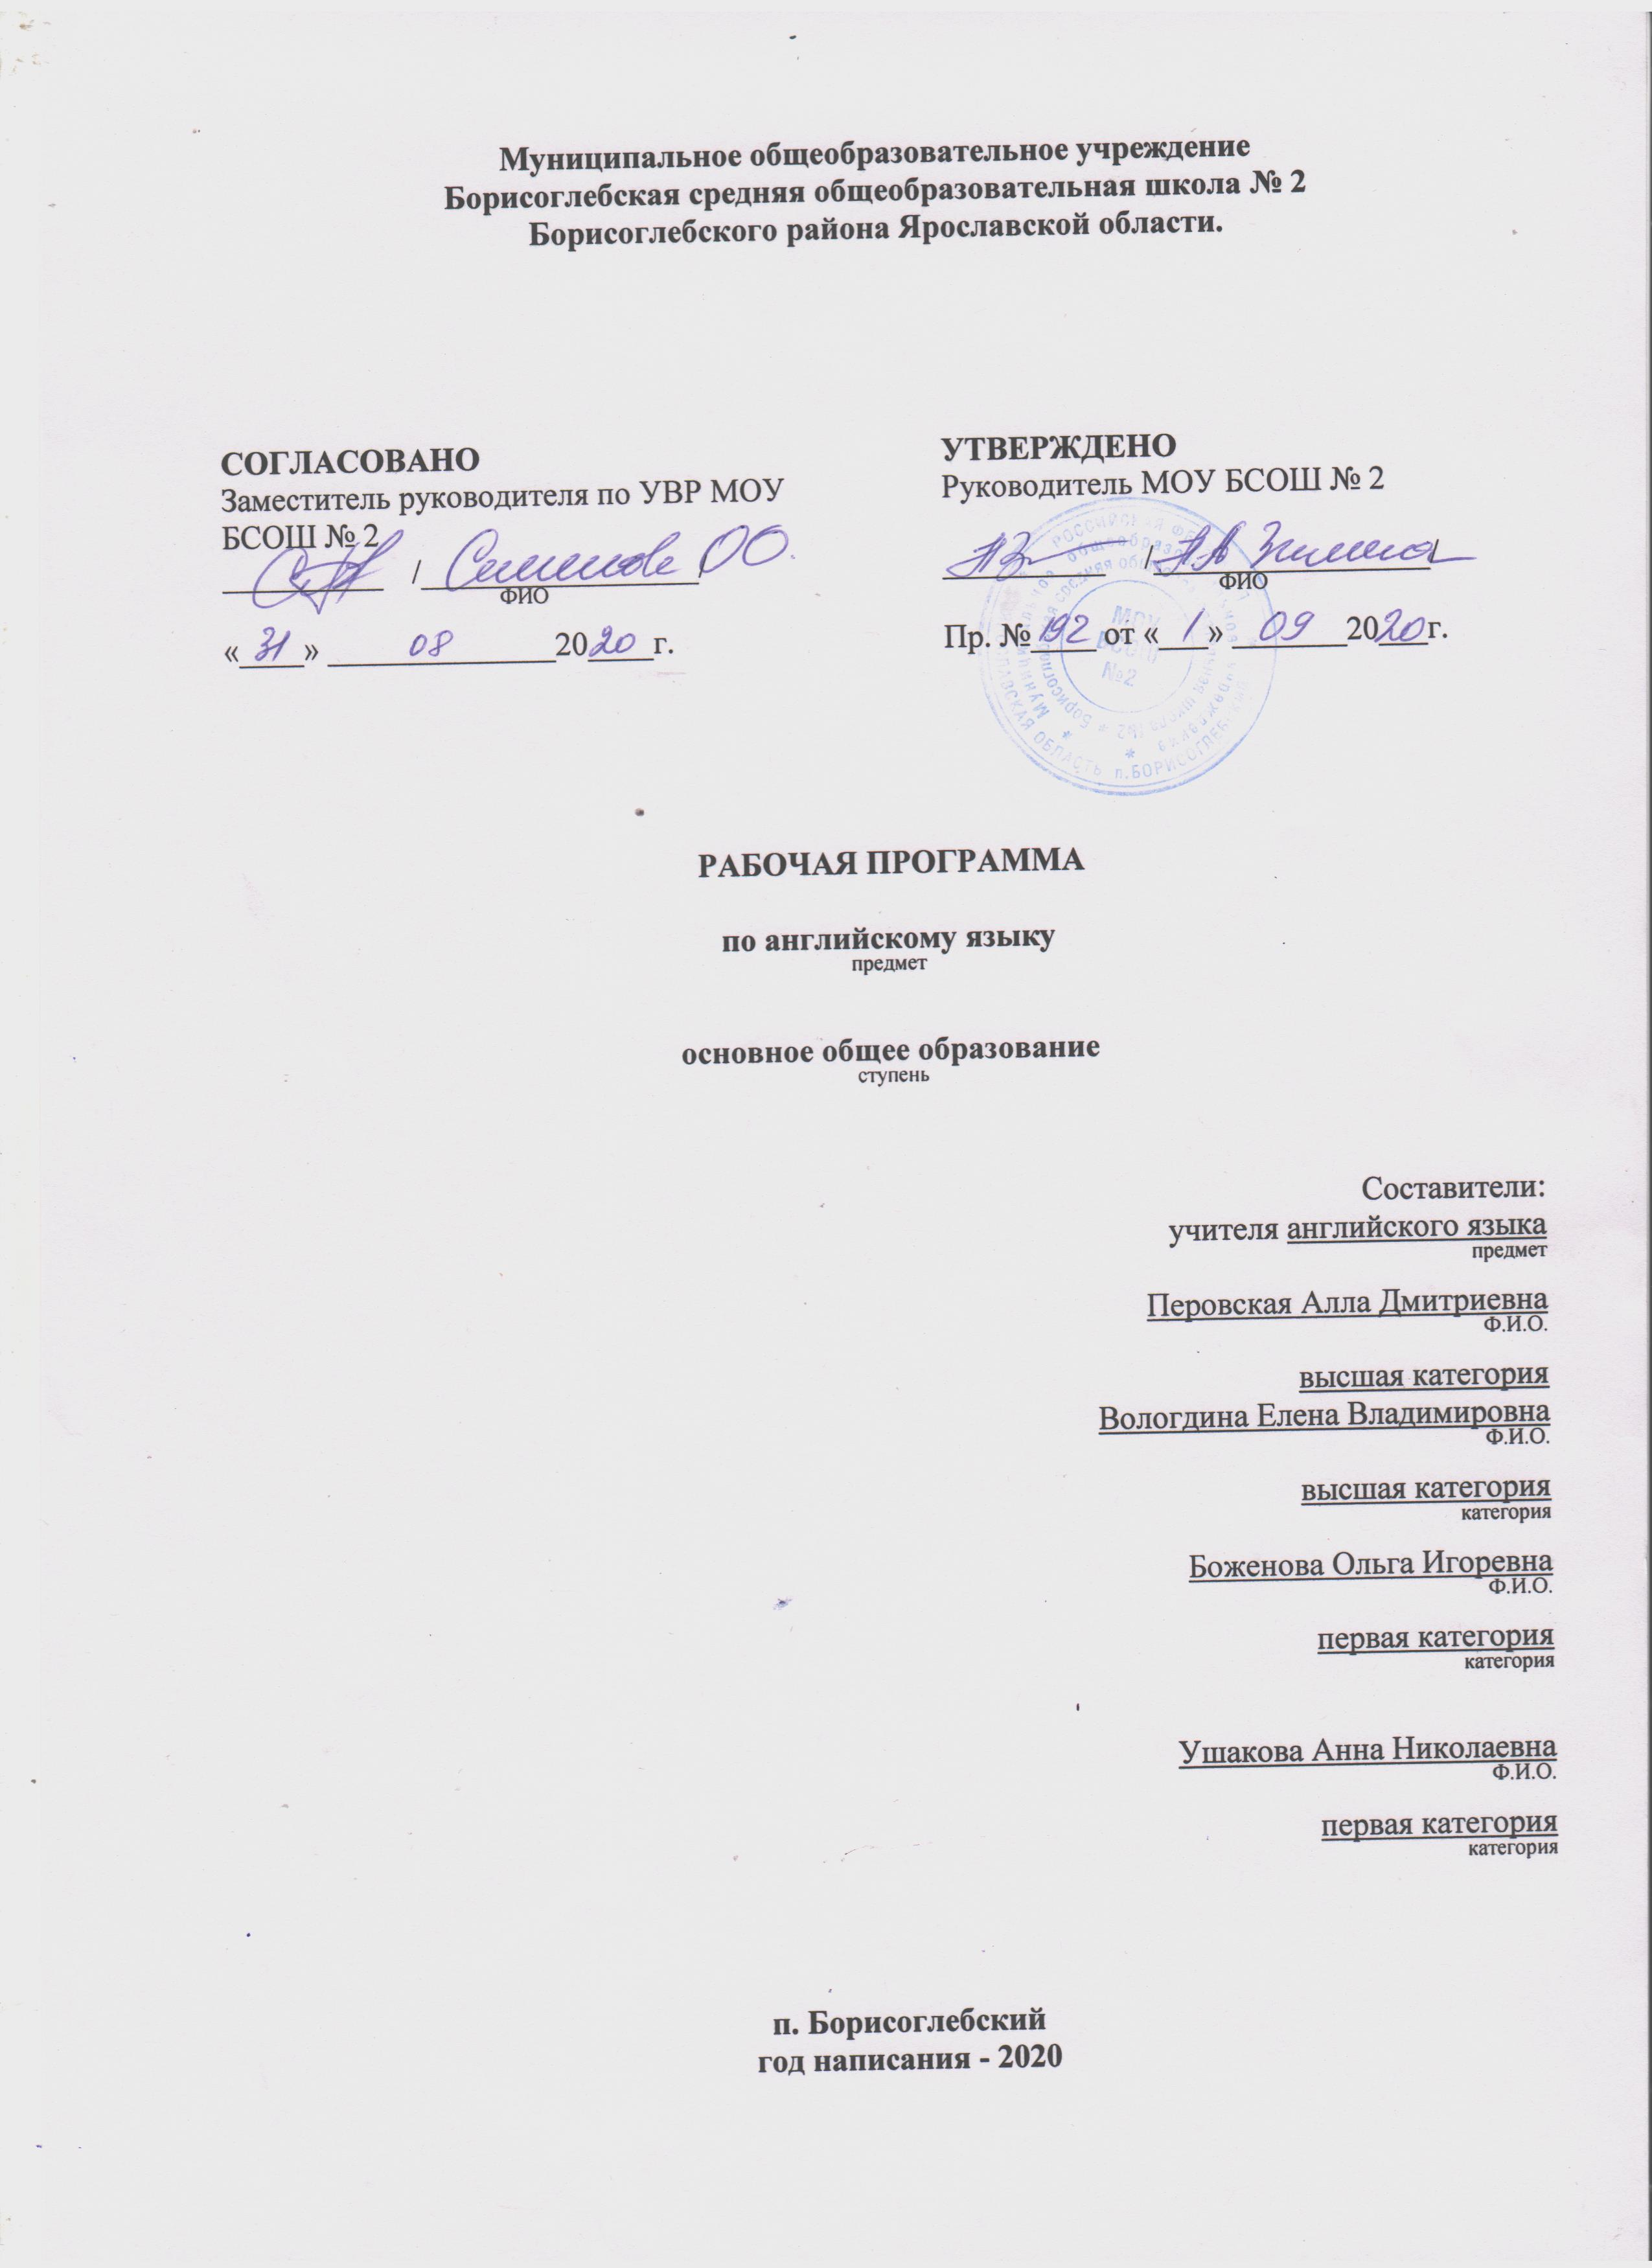 Муниципальное общеобразовательное учреждение
Борисоглебская средняя общеобразовательная школа № 2
Борисоглебского района Ярославской области.
СОГЛАСОВАНО
Заместитель руководителя по УВР МОУ
БСОШ № 2
/ О.О. /
ФИО
«31» 08 2020 г.
УТВЕРЖДЕНО
Руководитель МОУ БСОШ № 2
/ /
ФИО
Пр. № 192 от « 1 » 09 2020 г.
МОУ
БСОШ
№2
п.БОРИСОГЛЕБСКИЙ
РАБОЧАЯ ПРОГРАММА
по английскому языку
предмет
основное общее образование
ступень
Составители:
учителя английского языка
предмет
Перовская Алла Дмитриевна
Ф.И.О.
высшая категория
Вологдина Елена Владимировна
Ф.И.О.
высшая категория
категория
Боженова Ольга Игоревна
Ф.И.О.
первая категория
категория
Ушакова Анна Николаевна
Ф.И.О.
первая категория
категория
п. Борисоглебский
год написания - 2020